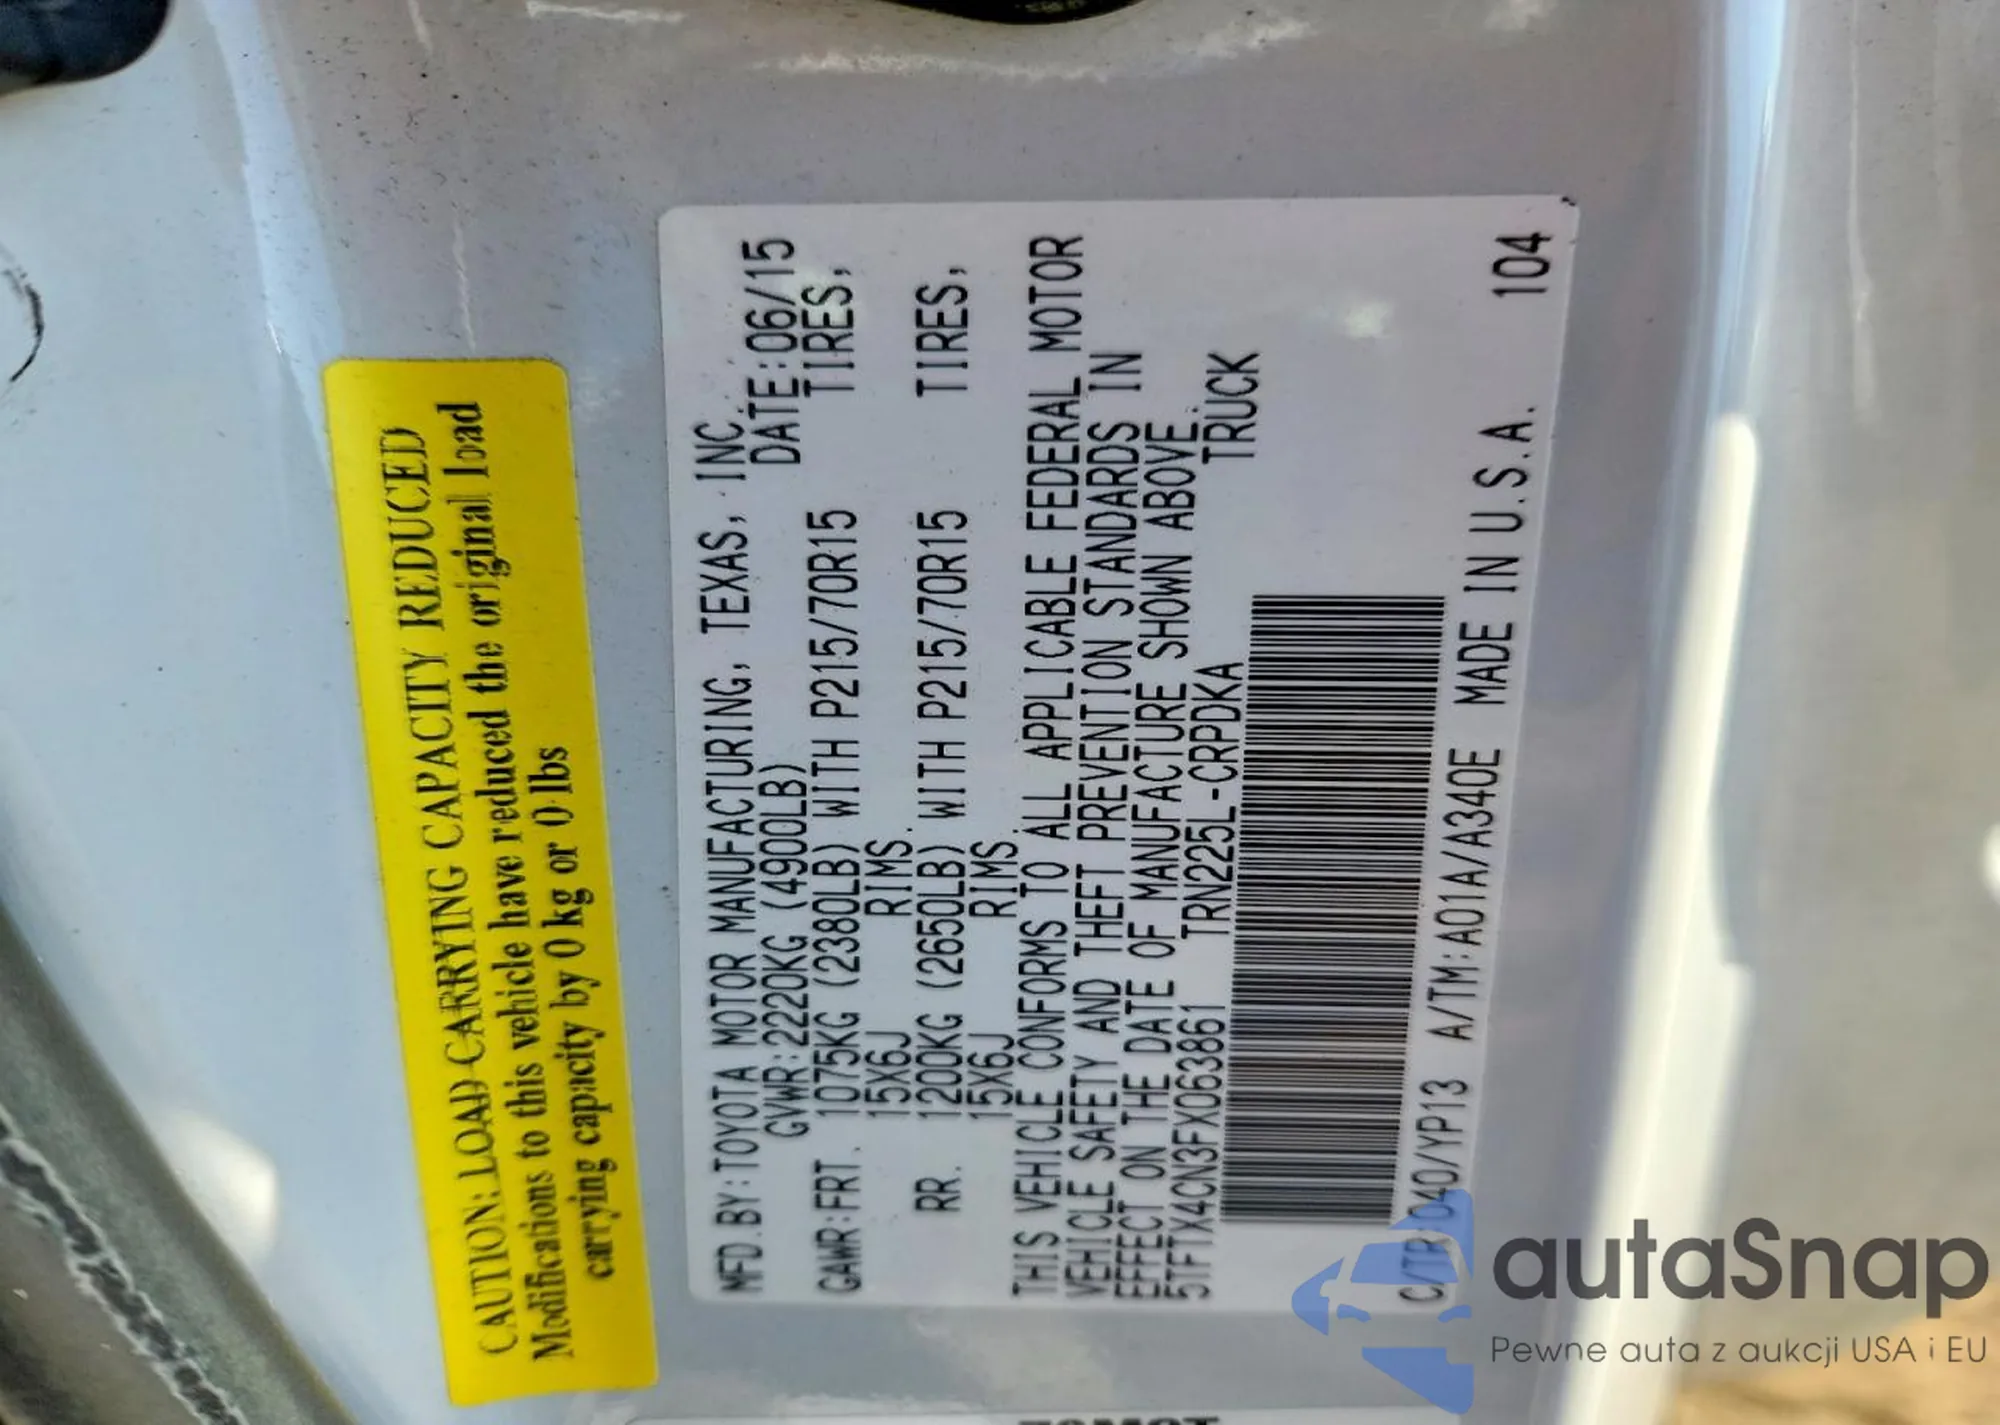 CAUTION: LOAD CARRYING CAPACITY REDUCED
Modifications to this vehicle have reduced the original load
carrying capacity by 0 kg or 0 lbs
MFD.BY:TOYOTA MOTOR MANUFACTURING, TEXAS, INC.
GVWR:2220KG (4900LB) DATE:06/15
GAWR:FRT. 1075KG (2380LB) WITH P215/70R15 TIRES,
15X6J RIMS.
RR. 1200KG (2650LB) WITH P215/70R15 TIRES,
15X6J RIMS.
THIS VEHICLE CONFORMS TO ALL APPLICABLE FEDERAL MOTOR
VEHICLE SAFETY AND THEFT PREVENTION STANDARDS IN
EFFECT ON THE DATE OF MANUFACTURE SHOWN ABOVE.
5TFTX4CN3FX063861 TRN225L-CRPDKA TRUCK
C/TR:040/YP13 A/TM:A01A/A340E MADE IN U.S.A. 104
autaSnap
Pewne auta z aukcji USA i EU